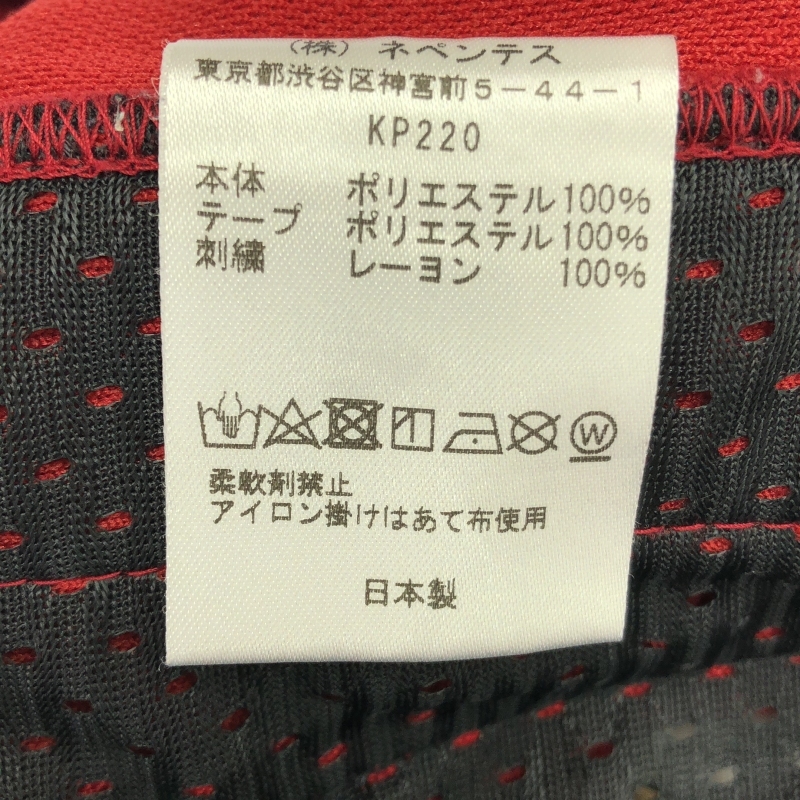 (株) ネペンテス
東京都渋谷区神宮前5-44-1
KP220
本体 ポリエステル100%
テープ ポリエステル100%
刺繍 レーヨン 100%
W
柔軟剤禁止
アイロン掛けはあて布使用
日本製